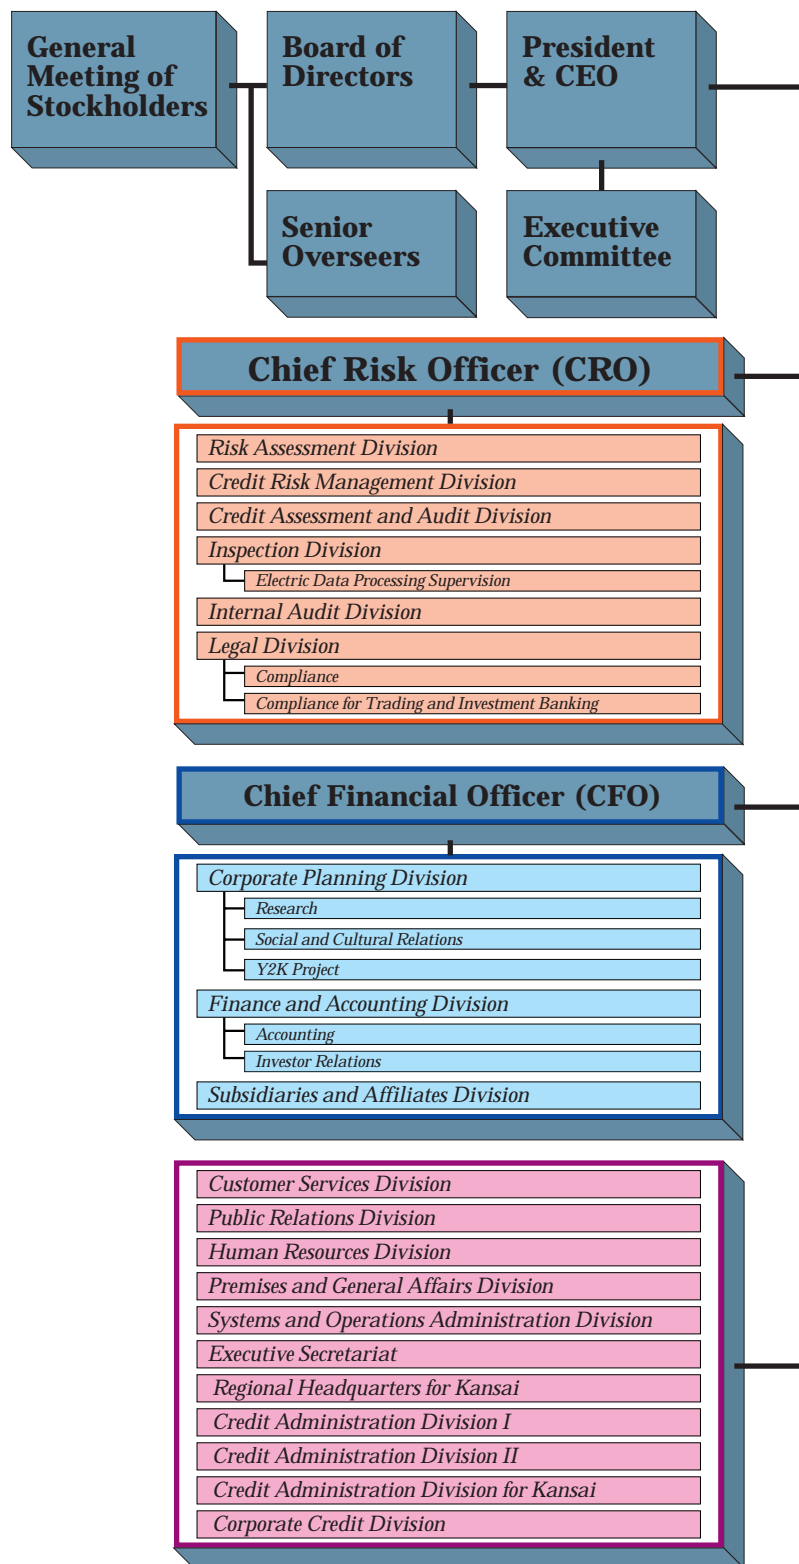 General
Meeting of
Stockholders
Board of
Directors
President
& CEO
Senior
Overseers
Executive
Committee
Chief Risk Officer (CRO)
Risk Assessment Division
Credit Risk Management Division
Credit Assessment and Audit Division
Inspection Division
Electric Data Processing Supervision
Internal Audit Division
Legal Division
Compliance
Compliance for Trading and Investment Banking
Chief Financial Officer (CFO)
Corporate Planning Division
Research
Social and Cultural Relations
Y2K Project
Finance and Accounting Division
Accounting
Investor Relations
Subsidiaries and Affiliates Division
Customer Services Division
Public Relations Division
Human Resources Division
Premises and General Affairs Division
Systems and Operations Administration Division
Executive Secretariat
Regional Headquarters for Kansai
Credit Administration Division I
Credit Administration Division II
Credit Administration Division for Kansai
Corporate Credit Division